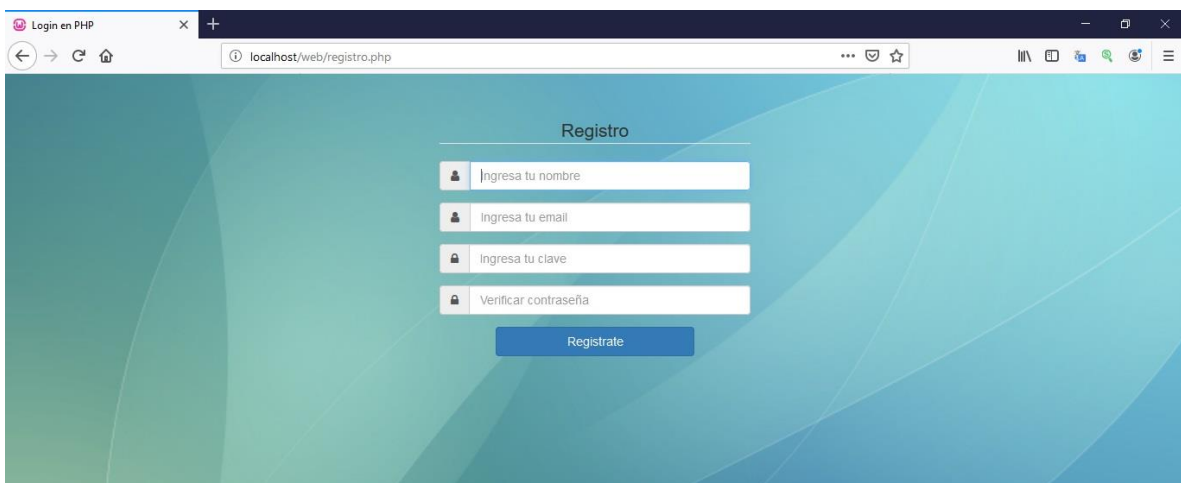 Login en PHP
localhost/web/registro.php
Registro
Ingresa tu nombre
Ingresa tu email
Ingresa tu clave
Verificar contraseña
Registrate